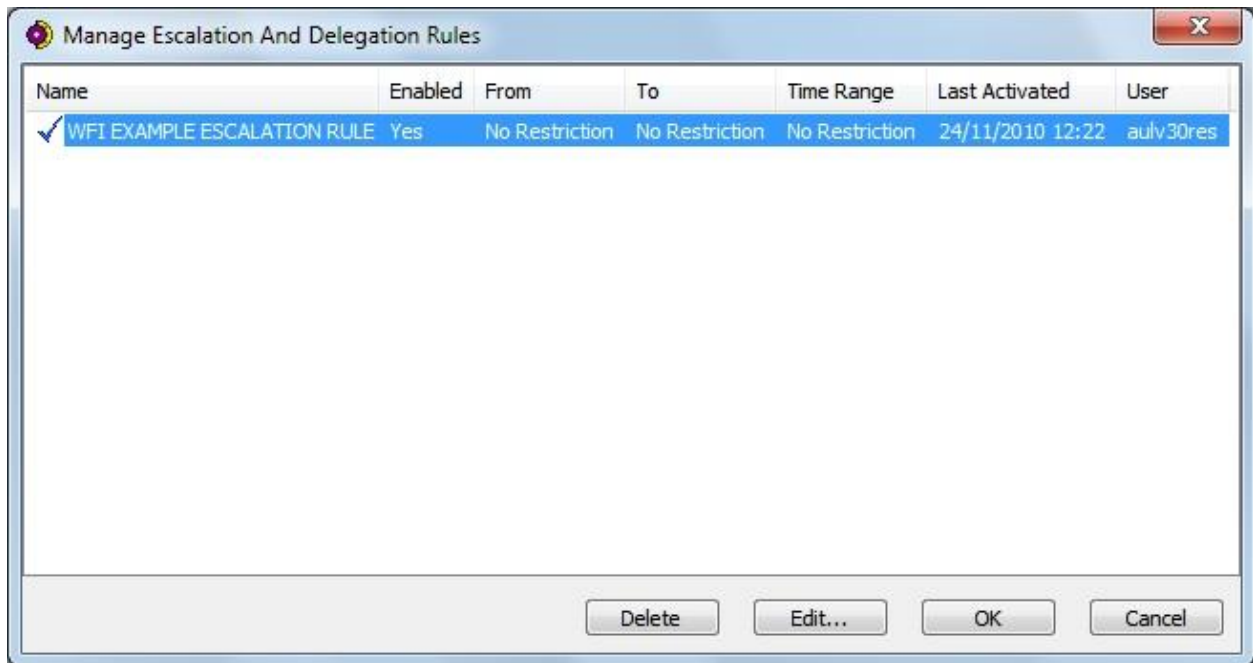 Manage Escalation And Delegation Rules
Name Enabled From To Time Range Last Activated User
WFI EXAMPLE ESCALATION RULE Yes No Restriction No Restriction No Restriction 24/11/2010 12:22 aulv30res
Delete Edit... OK Cancel